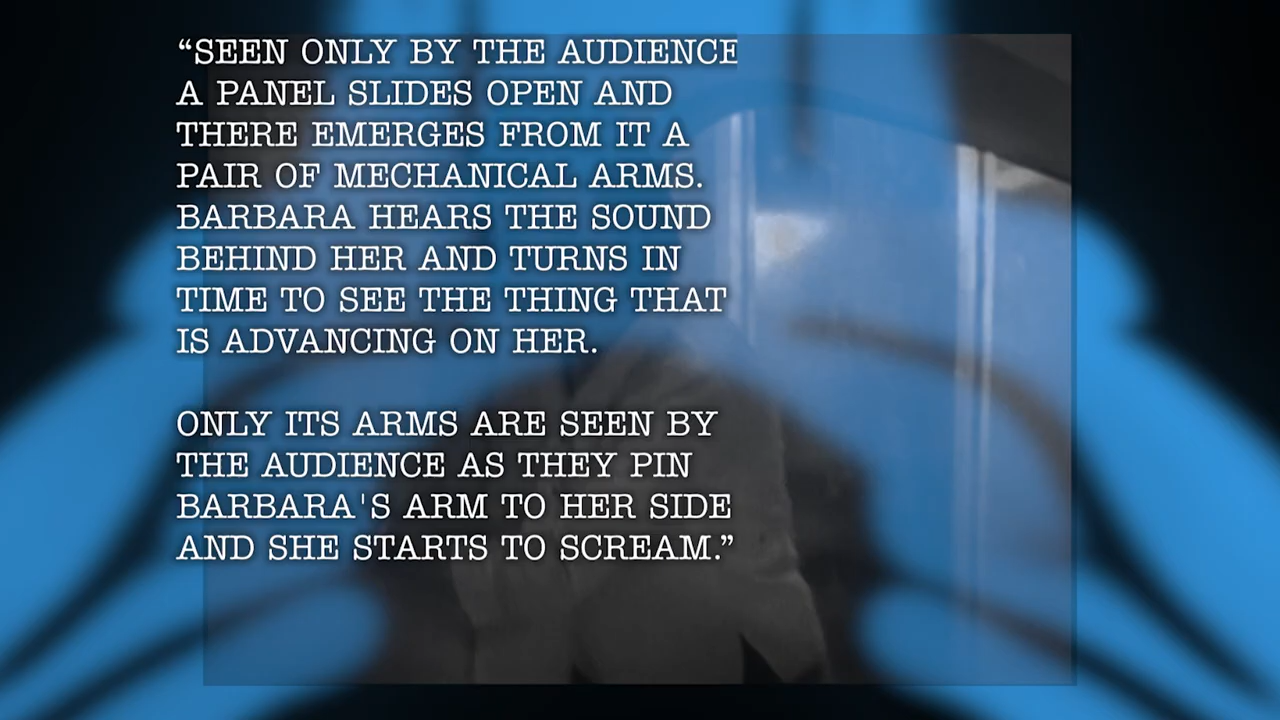 “SEEN ONLY BY THE AUDIENCE
A PANEL SLIDES OPEN AND
THERE EMERGES FROM IT A
PAIR OF MECHANICAL ARMS.
BARBARA HEARS THE SOUND
BEHIND HER AND TURNS IN
TIME TO SEE THE THING THAT
IS ADVANCING ON HER.
ONLY ITS ARMS ARE SEEN BY
THE AUDIENCE AS THEY PIN
BARBARA'S ARM TO HER SIDE
AND SHE STARTS TO SCREAM.”